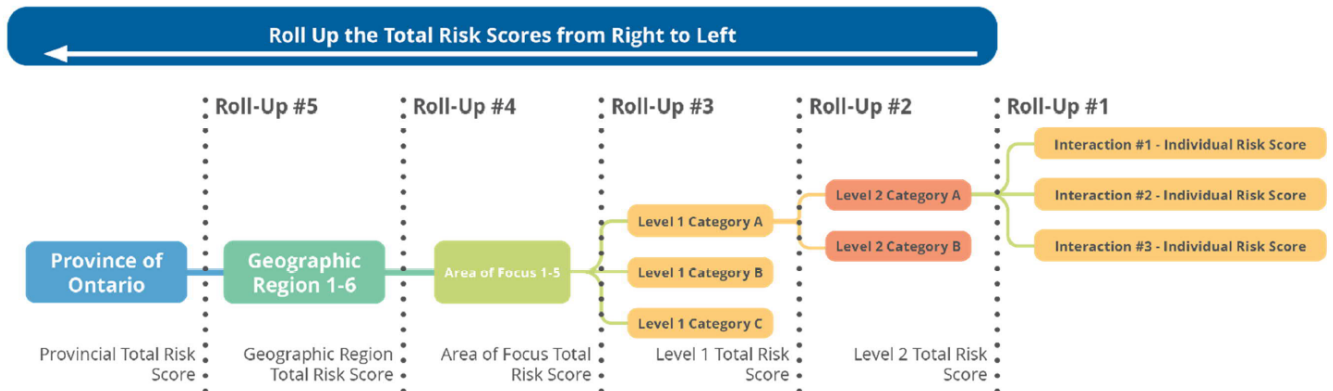 Roll Up the Total Risk Scores from Right to Left
Roll-Up #5
Roll-Up #4
Roll-Up #3
Roll-Up #2
Roll-Up #1
Interaction #1 - Individual Risk Score
Level 2 Category A
Interaction #2 - Individual Risk Score
Level 1 Category A
Level 2 Category B
Interaction #3 - Individual Risk Score
Province of
Ontario
Geographic
Region 1-6
Area of Focus 1-5
Level 1 Category B
Level 1 Category C
Provincial Total Risk
Score
Geographic Region
Total Risk Score
Area of Focus Total
Risk Score
Level 1 Total Risk
Score
Level 2 Total Risk
Score